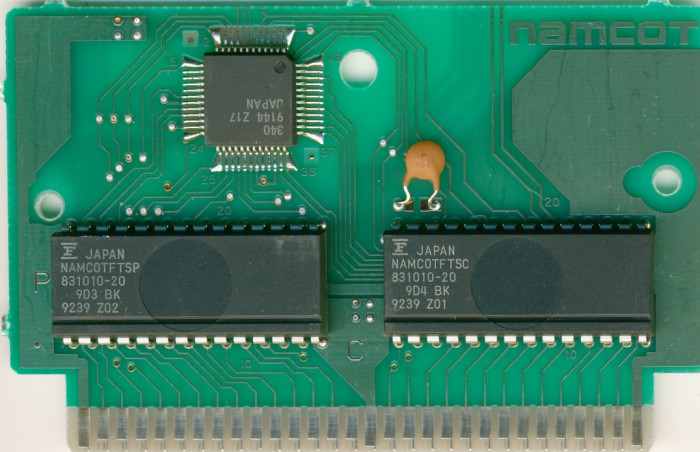 namcot
340
9144 Z17
JAPAN
JAPAN
NAMCOTFTSP
831010-20
9D3 BK
9239 Z02
JAPAN
NAMCOTFTSC
831010-20
9D4 BK
9239 Z01
P
C
20
20
10
10